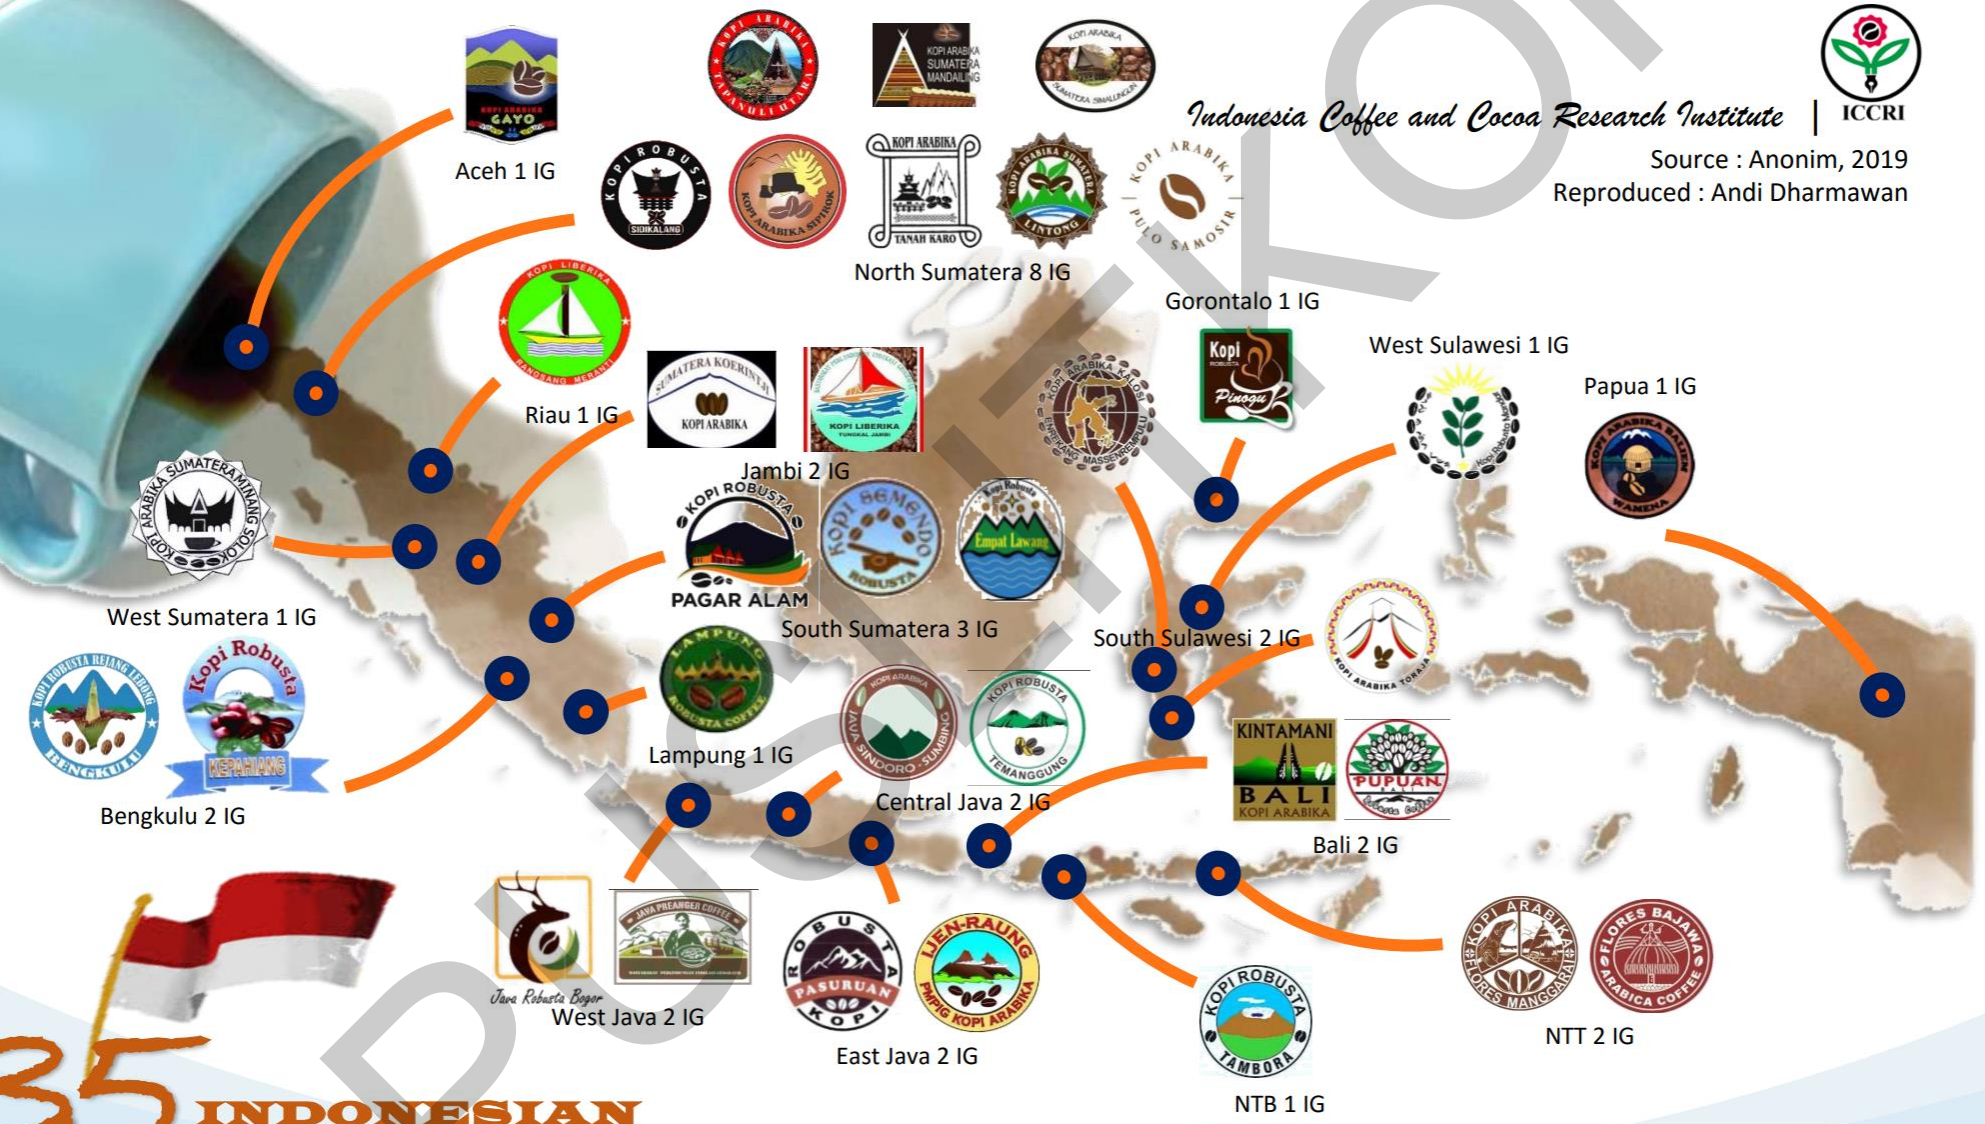 KOPI ARABIKA
GAYO
Aceh 1 IG
KOPI ARABIKA
TAPANULI UTARA
KOPI ARABIKA
SUMATERA
MANDAILING
KOPI ARABIKA
SUMATERA SIMALUNGUN
KOPI ROBUSTA
SIDIKALANG
KOPI ARABIKA SIPIROK
KOPI ARABIKA
TANAH KARO
KOPI ARABIKA SUMATERA
LINTONG
KOPI ARABIKA
PULO SAMOSIR
North Sumatera 8 IG
Indonesia Coffee and Cocoa Research Institute |
ICCRI
Source : Anonim, 2019
Reproduced : Andi Dharmawan
KOPI LIBERIKA
RANGSANG MERANTI
Riau 1 IG
SUMATERA KOERINTJI
KOPI ARABIKA
KOPI LIBERIKA
TUNGKAL JAMBI
Jambi 2 IG
KOPI ARABIKA KALOSI
ENREKANG MASSENREMPULU
Gorontalo 1 IG
Kopi
ROBUSTA
Pinogu
West Sulawesi 1 IG
Papua 1 IG
KOPI ARABIKA BALIEM
WAMENA
KOPI ARABIKA SUMATERA MINANG SOLOK
West Sumatera 1 IG
KOPI ROBUSTA
PAGAR ALAM
KOPI SEMENDO
ROBUSTA
Kopi Robusta
Empat Lawang
South Sumatera 3 IG
South Sulawesi 2 IG
KOPI ARABIKA TORAJA
KOPI ROBUSTA REJANG LEBONG
BENGKULU
Kopi Robusta
KEPAHIANG
Bengkulu 2 IG
LAMPUNG
ROBUSTA COFFEE
Lampung 1 IG
KOPI ARABIKA
JAVA SINDORO - SUMBING
KOPI ROBUSTA
TEMANGGUNG
Central Java 2 IG
KINTAMANI
BALI
KOPI ARABIKA
PUPUAN
BALI
Robusta Coffee
Bali 2 IG
Java Robusta Bogor
JAVA PREANGER COFFEE
West Java 2 IG
ROBUSTA
PASURUAN
KOPI
IJEN-RAUNG
PMPIG KOPI ARABIKA
East Java 2 IG
KOPI ROBUSTA
TAMBORA
NTB 1 IG
KOPI ARABIKA
FLORES MANGGARAI
FLORES BAJAWA
ARABICA COFFEE
NTT 2 IG
35 INDONESIAN